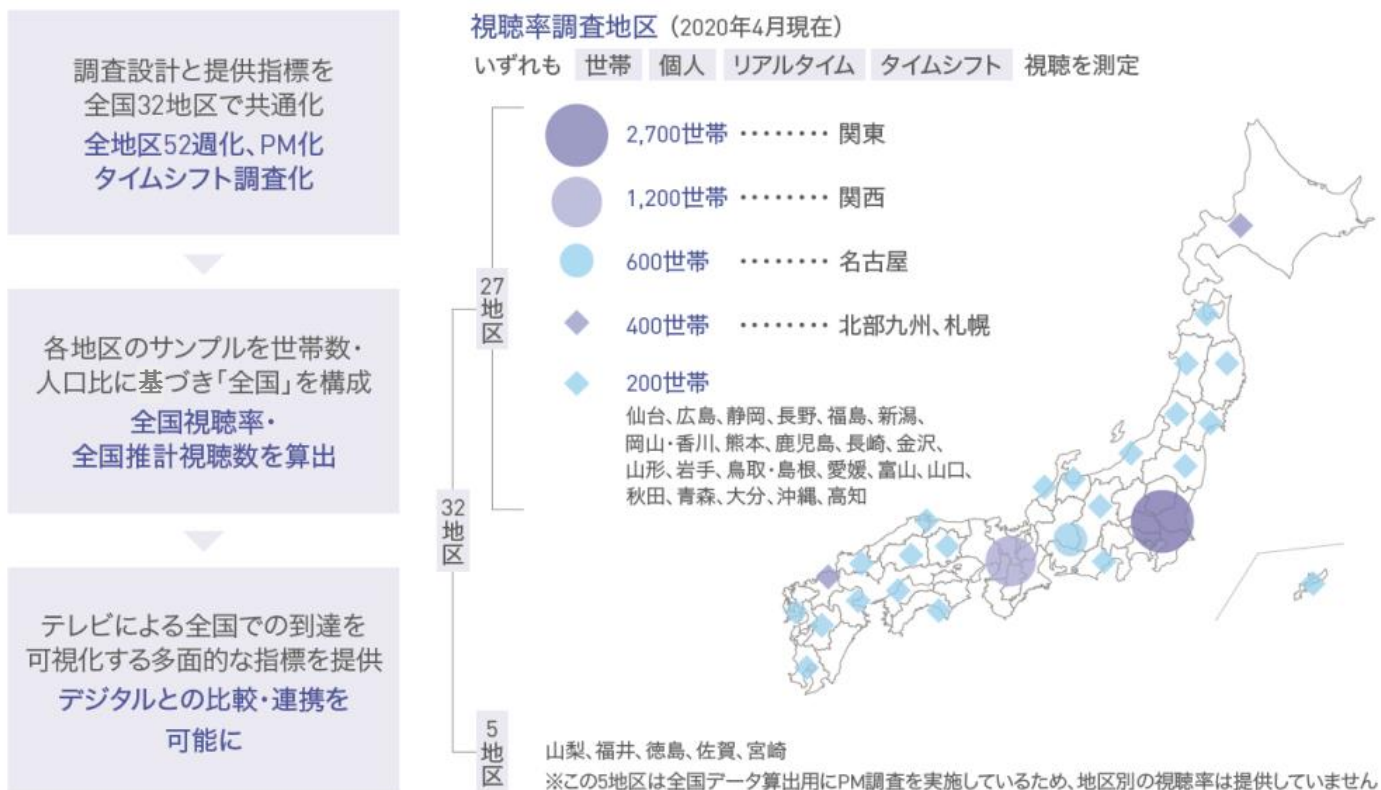 調査設計と提供指標を
全国32地区で共通化
全地区52週化、PM化
タイムシフト調査化
各地区のサンプルを世帯数・
人口比に基づき「全国」を構成
全国視聴率・
全国推計視聴数を算出
テレビによる全国での到達を
可視化する多面的な指標を提供
デジタルとの比較・連携を
可能に
視聴率調査地区（2020年4月現在）
いずれも 世帯 個人 リアルタイム タイムシフト 視聴を測定
32地区
27地区
2,700世帯 ········ 関東
1,200世帯 ········ 関西
600世帯 ········ 名古屋
400世帯 ········ 北部九州、札幌
200世帯
仙台、広島、静岡、長野、福島、新潟、
岡山・香川、熊本、鹿児島、長崎、金沢、
山形、岩手、鳥取・島根、愛媛、富山、山口、
秋田、青森、大分、沖縄、高知
5地区
山梨、福井、徳島、佐賀、宮崎
※この5地区は全国データ算出用にPM調査を実施しているため、地区別の視聴率は提供していません